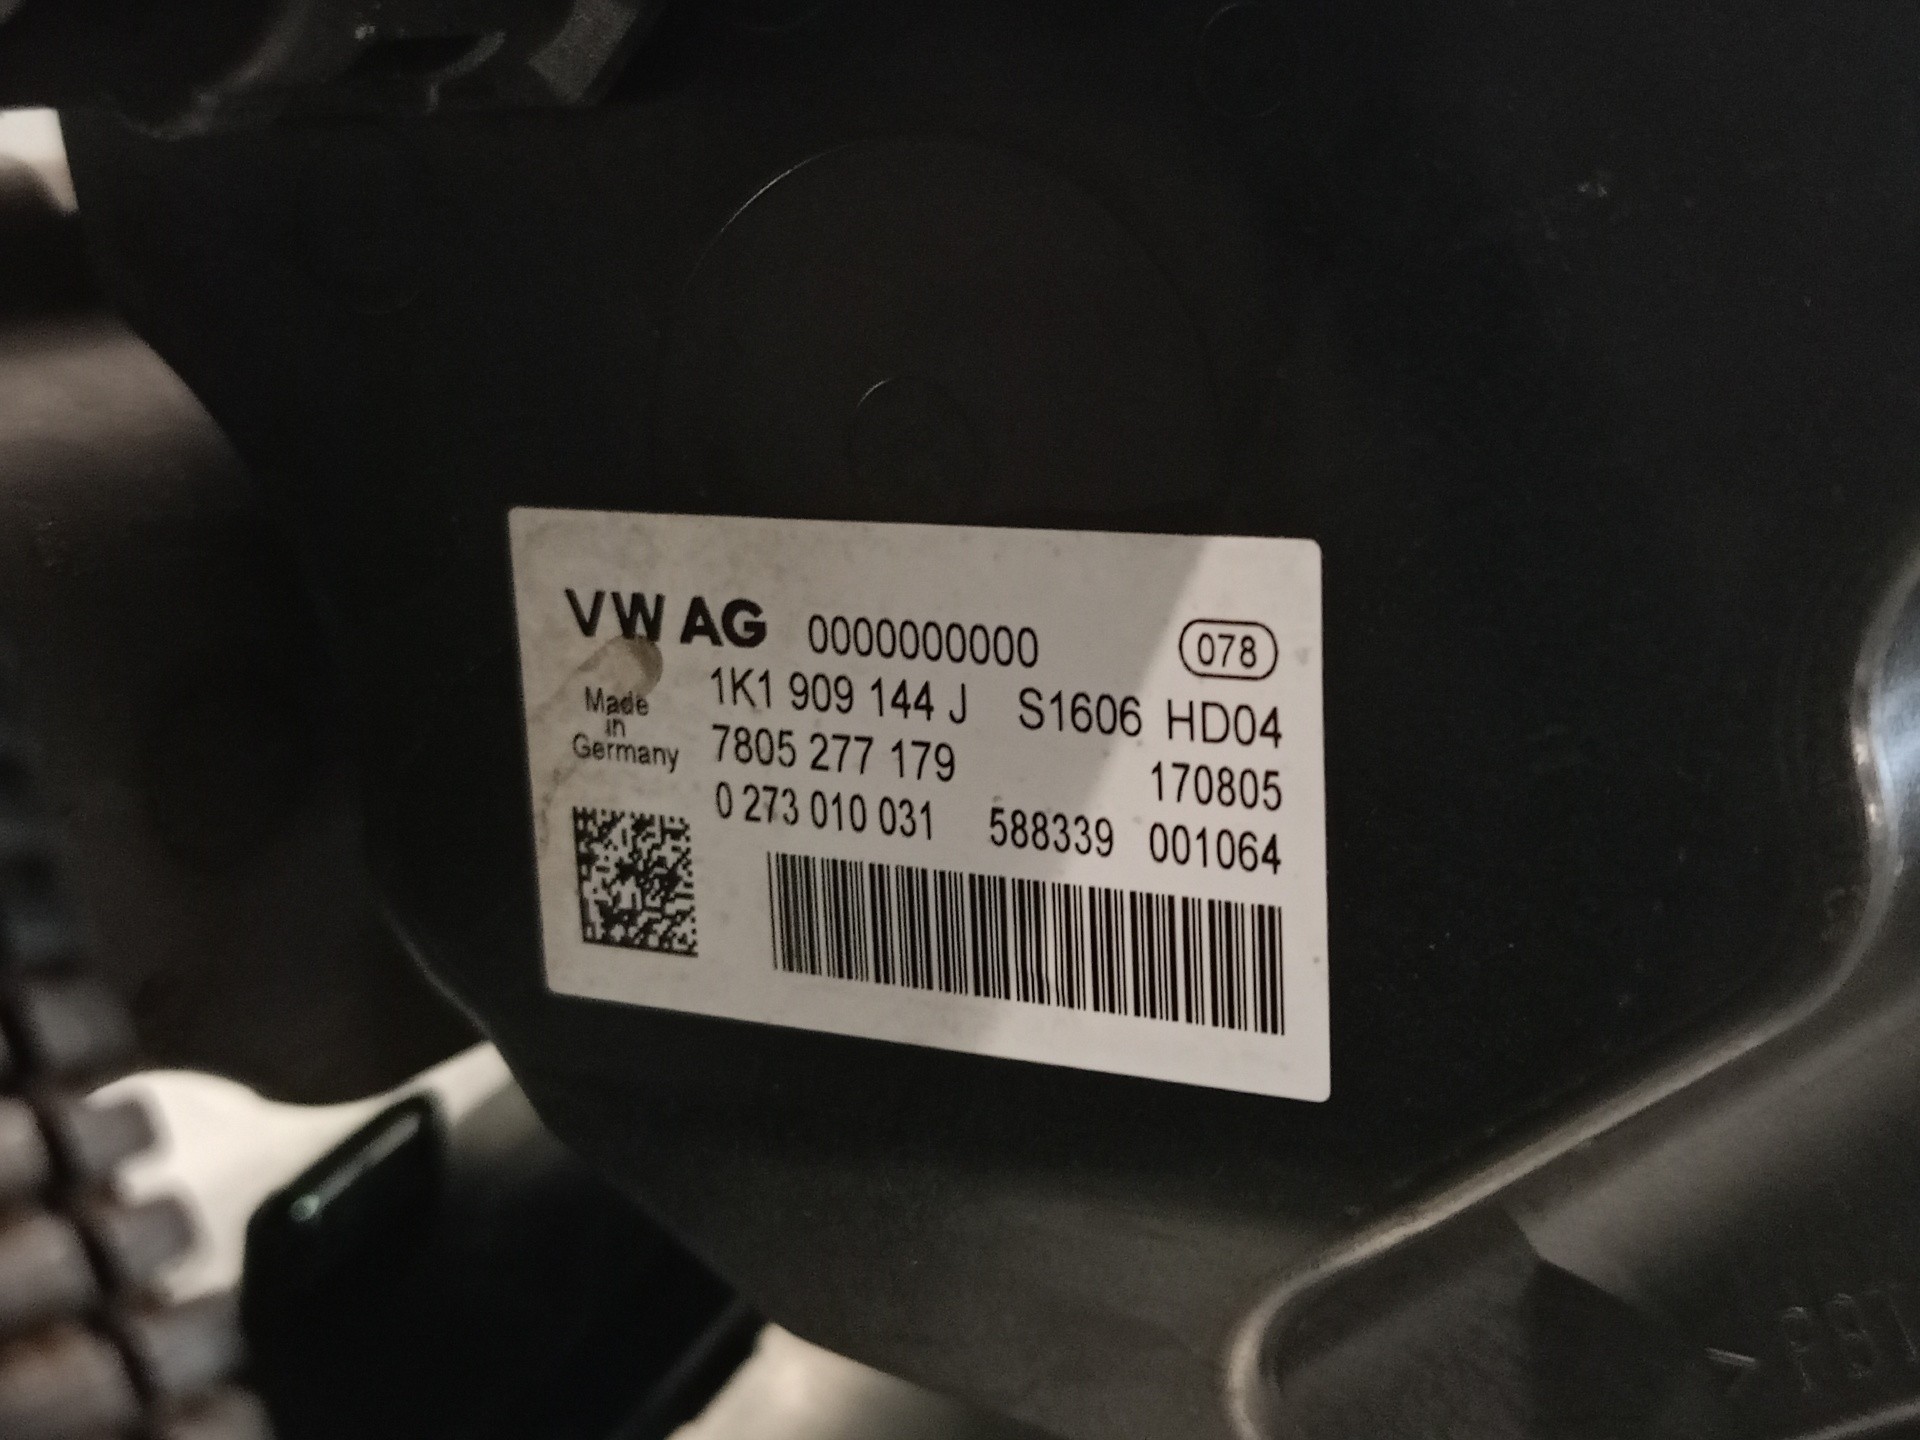 VW AG 0000000000 078
1K1 909 144 J S1606 HD04
Made
in
Germany
7805 277 179 170805
0 273 010 031 588339 001064